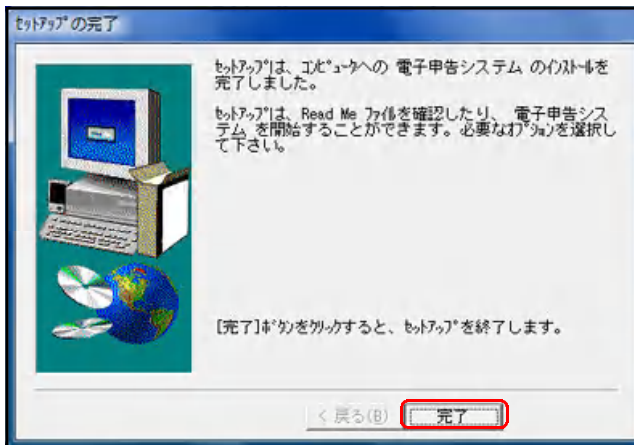 ｾｯﾄｱｯﾌﾟの完了
ｾｯﾄｱｯﾌﾟは、ｺﾝﾋﾟｭｰﾀへの 電子申告システム のｲﾝｽﾄｰﾙを
完了しました。
ｾｯﾄｱｯﾌﾟは、Read Me ﾌｧｲﾙを確認したり、 電子申告シス
テム を開始することができます。必要なｵﾌﾟｼｮﾝを選択し
て下さい。
[完了]ﾎﾞﾀﾝをｸﾘｯｸすると、ｾｯﾄｱｯﾌﾟを終了します。
< 戻る(B)
完了